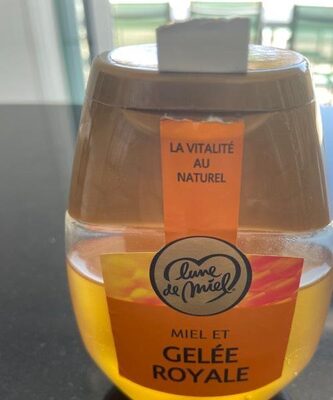 LA VITALITÉ
AU
NATUREL
lune
de miel
MIEL ET
GELÉE
ROYALE